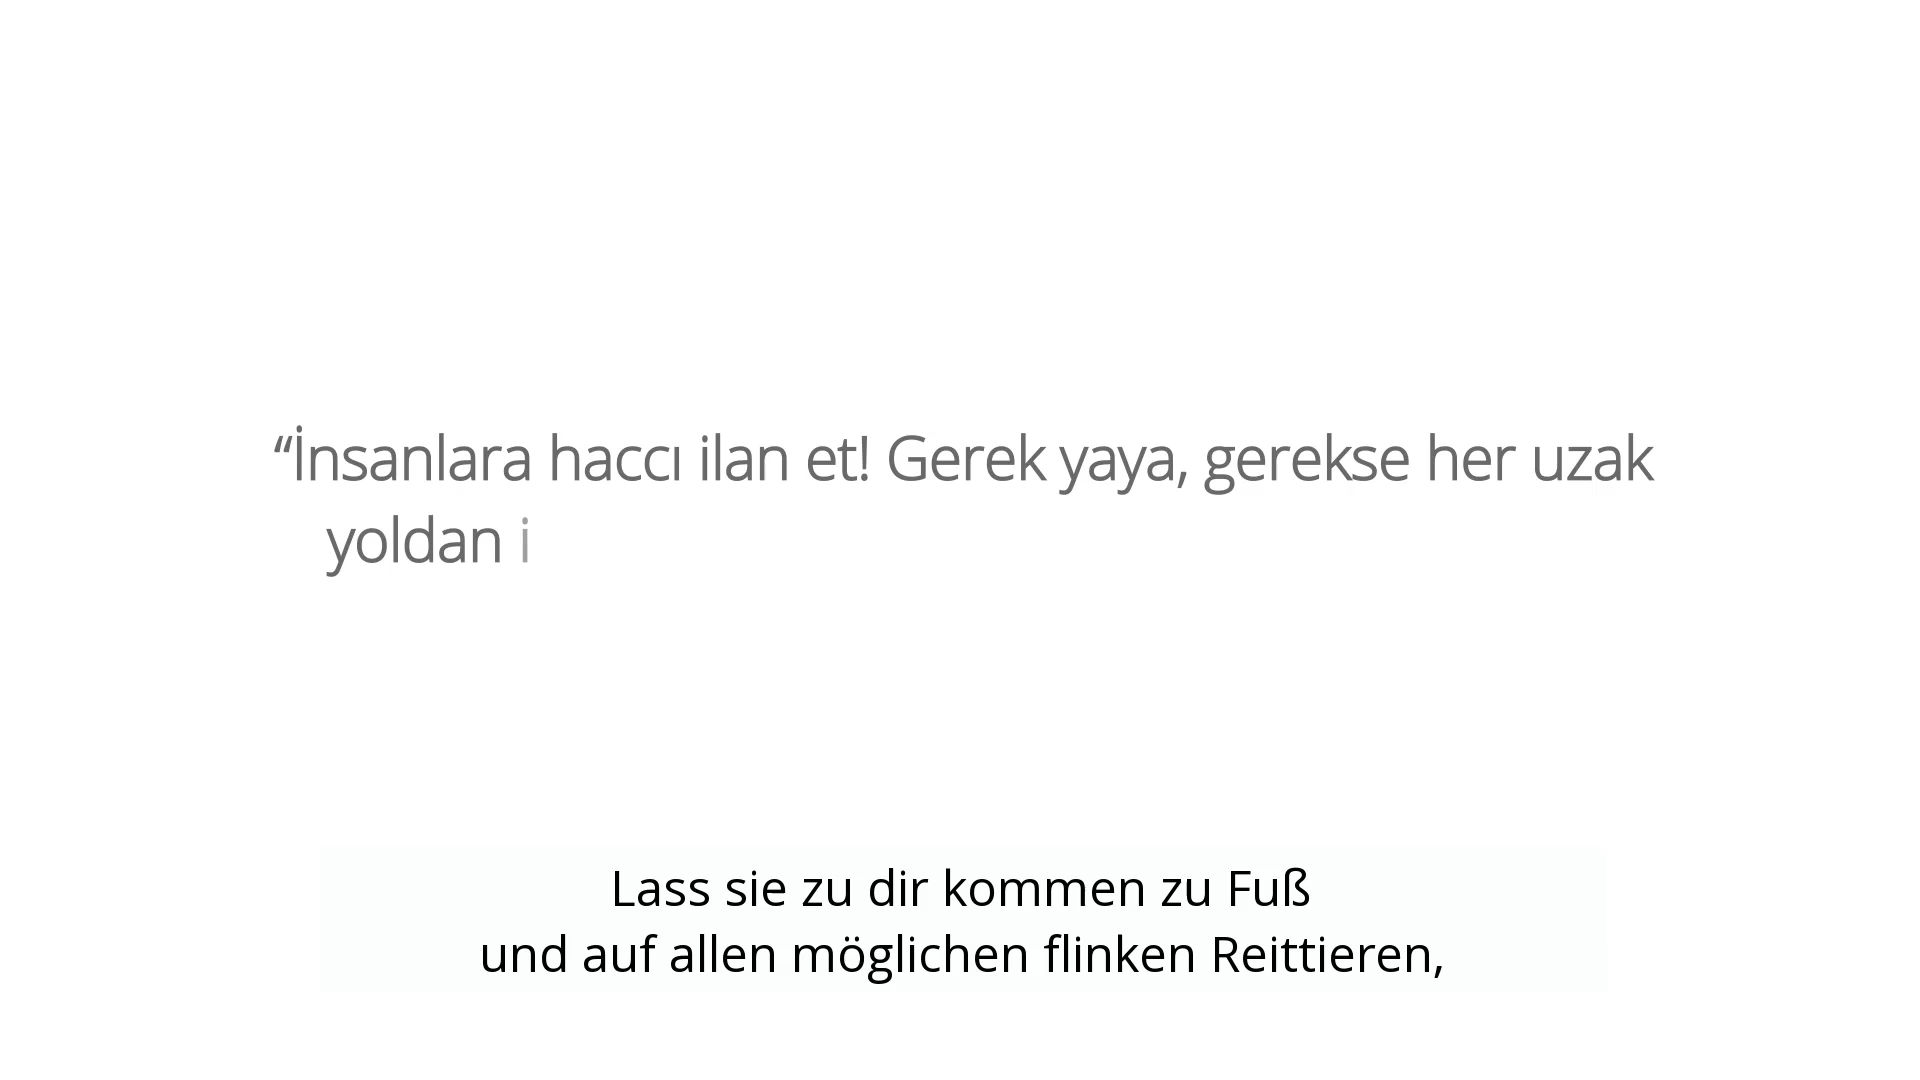 “İnsanlara haccı ilan et! Gerek yaya, gerekse her uzak
yoldan i
Lass sie zu dir kommen zu Fuß
und auf allen möglichen flinken Reittieren,